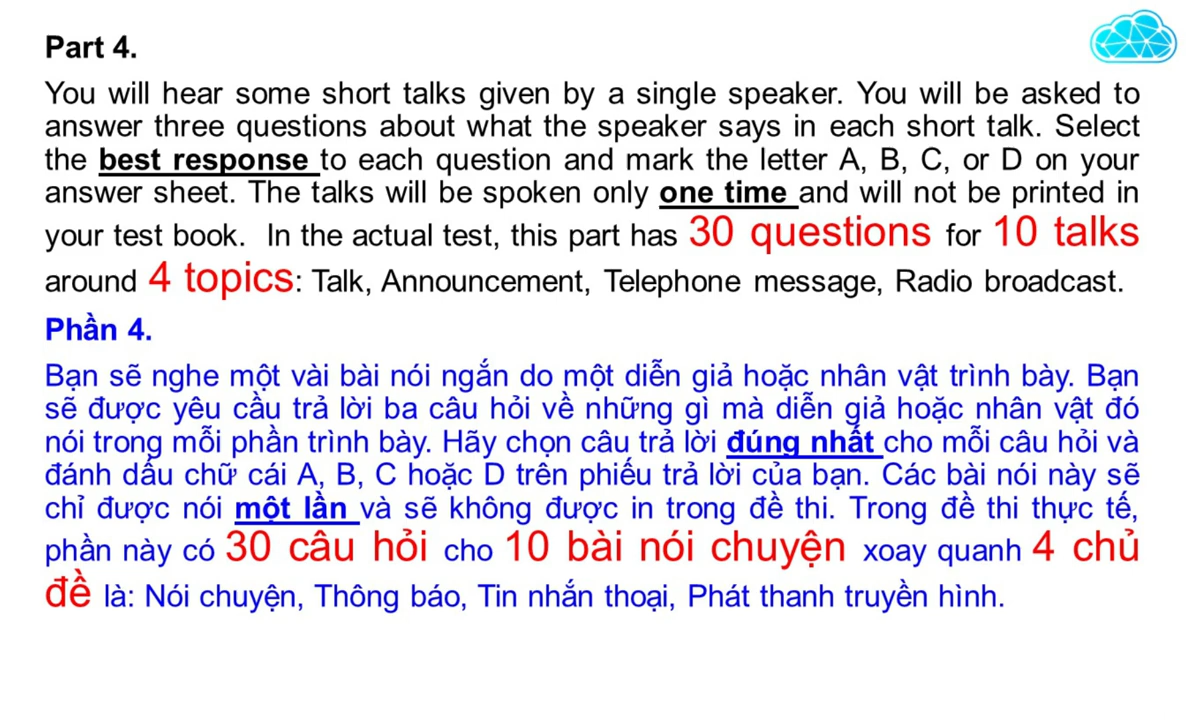 Part 4.
You will hear some short talks given by a single speaker. You will be asked to
answer three questions about what the speaker says in each short talk. Select
the best response to each question and mark the letter A, B, C, or D on your
answer sheet. The talks will be spoken only one time and will not be printed in
your test book. In the actual test, this part has 30 questions for 10 talks
around 4 topics: Talk, Announcement, Telephone message, Radio broadcast.
Phần 4.
Bạn sẽ nghe một vài bài nói ngắn do một diễn giả hoặc nhân vật trình bày. Bạn
sẽ được yêu cầu trả lời ba câu hỏi về những gì mà diễn giả hoặc nhân vật đó
nói trong mỗi phần trình bày. Hãy chọn câu trả lời đúng nhất cho mỗi câu hỏi và
đánh dấu chữ cái A, B, C hoặc D trên phiếu trả lời của bạn. Các bài nói này sẽ
chỉ được nói một lần và sẽ không được in trong đề thi. Trong đề thi thực tế,
phần này có 30 câu hỏi cho 10 bài nói chuyện xoay quanh 4 chủ
đề là: Nói chuyện, Thông báo, Tin nhắn thoại, Phát thanh truyền hình.